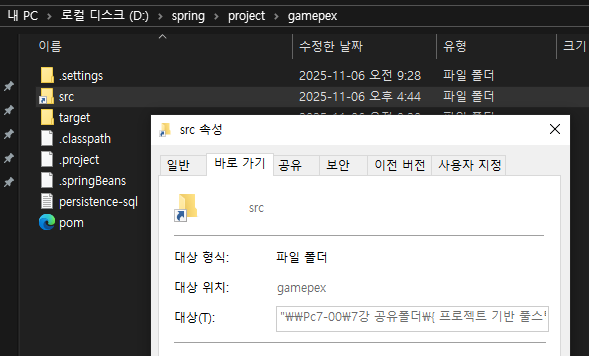 내 PC > 로컬 디스크 (D:) > spring > project > gamepex
이름 수정한 날짜 유형 크기
.settings 2025-11-06 오전 9:28 파일 폴더
src 2025-11-06 오후 4:44 파일 폴더
target
.classpath
.project
.springBeans
persistence-sql
pom
src 속성
일반 바로 가기 공유 보안 이전 버전 사용자 지정
src
대상 형식: 파일 폴더
대상 위치: gamepex
대상(T): "₩₩Pc7-00₩7강 공유폴더₩{ 프로젝트 기반 풀스